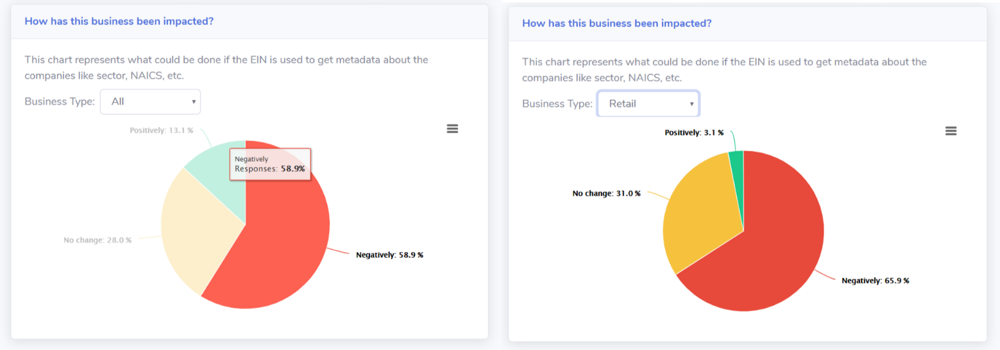 How has this business been impacted?
This chart represents what could be done if the EIN is used to get metadata about the
companies like sector, NAICS, etc.
Business Type: All
Positively: 13.1 %
Negatively
Responses: 58.9%
No change: 28.0 %
Negatively: 58.9 %
How has this business been impacted?
This chart represents what could be done if the EIN is used to get metadata about the
companies like sector, NAICS, etc.
Business Type: Retail
Positively: 3.1 %
No change: 31.0 %
Negatively: 65.9 %